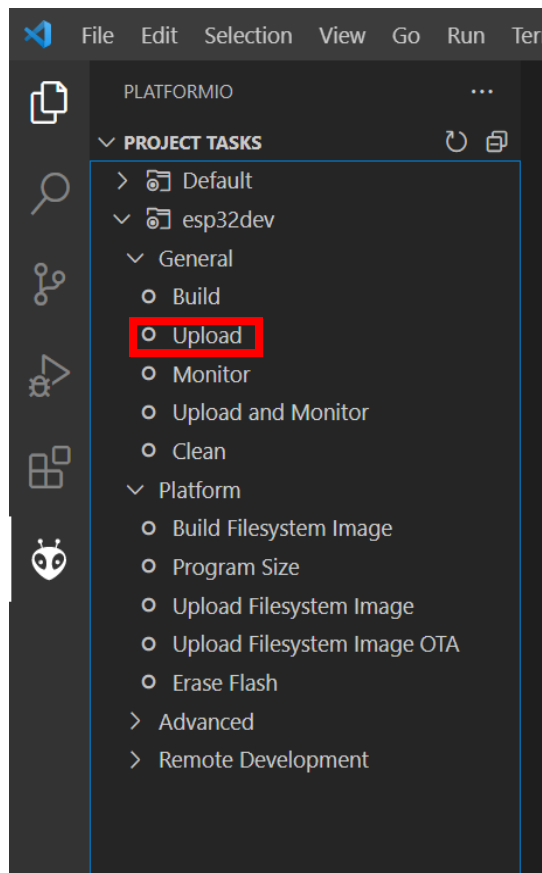 File Edit Selection View Go Run Ter
PLATFORMIO
PROJECT TASKS
Default
esp32dev
General
Build
Upload
Monitor
Upload and Monitor
Clean
Platform
Build Filesystem Image
Program Size
Upload Filesystem Image
Upload Filesystem Image OTA
Erase Flash
Advanced
Remote Development